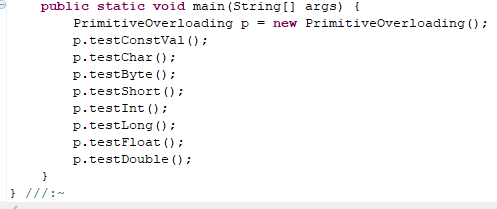 public static void main(String[] args) {
PrimitiveOverloading p = new PrimitiveOverloading();
p.testConstVal();
p.testChar();
p.testByte();
p.testShort();
p.testInt();
p.testLong();
p.testFloat();
p.testDouble();
}
} ///:~